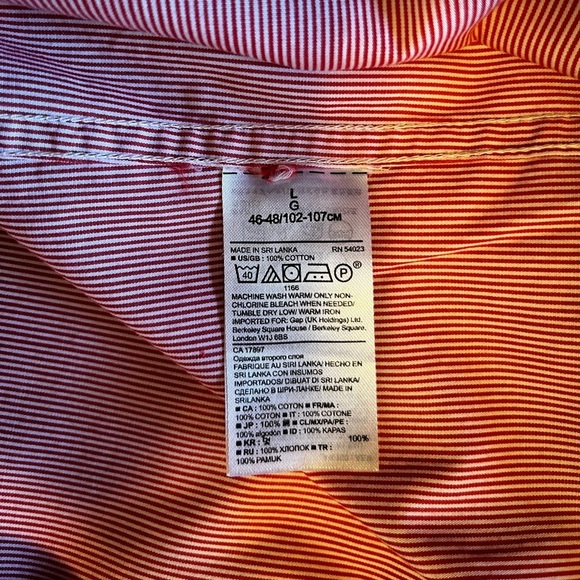 L
G
46-48/102-107CM
MADE IN SRI LANKA RN 54023
■ US/GB : 100% COTTON
40 P ®
1166
MACHINE WASH WARM/ ONLY NON-
CHLORINE BLEACH WHEN NEEDED/
TUMBLE DRY LOW/ WARM IRON
IMPORTED FOR: Gap (UK Holdings) Ltd.
Berkeley Square House / Berkeley Square,
London W1J 6BS
CA 17897
Одежда второго слоя
FABRIQUE AU SRI LANKA/ HECHO EN
SRI LANKA CON INSUMOS
IMPORTADOS/ DIBUAT DI SRI LANKA/
СДЕЛАНО В ШРИ-ЛАНКЕ/ MADE IN
SRILANKA
■ CA : 100% COTON ■ FR/MA :
100% COTON ■ IT : 100% COTONE
■ JP : 100% ■ CL/MX/PA/PE :
100% algodón ■ ID : 100% KAPAS
■ KR : 100%
■ RU : 100% ХЛОПОК ■ TR :
100% PAMUK